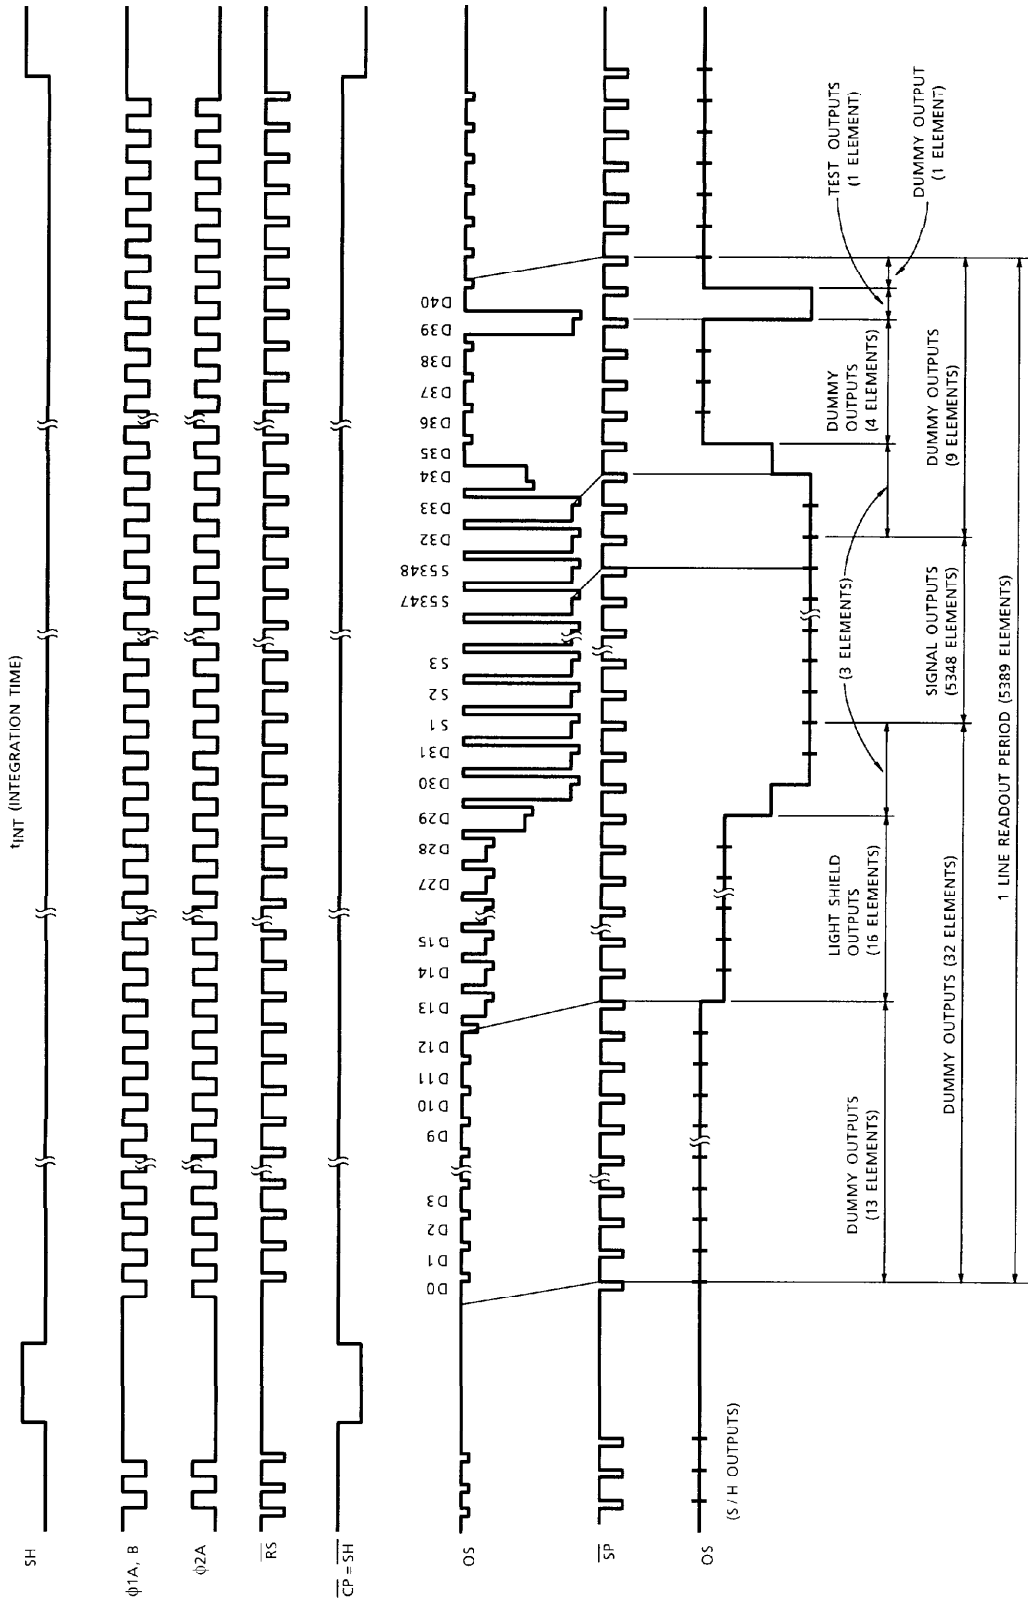 tINT (INTEGRATION TIME)
SH
ϕ1A, B
ϕ2A
RS
CP = SH
OS
D0
D1
D2
D3
D9
D10
D11
D12
D13
D14
D15
D27
D28
D29
D30
D31
S1
S2
S3
S5347
S5348
D32
D33
D34
D35
D36
D37
D38
D39
D40
SP
OS
(S / H OUTPUTS)
DUMMY OUTPUTS
(13 ELEMENTS)
LIGHT SHIELD
OUTPUTS
(16 ELEMENTS)
(3 ELEMENTS)
DUMMY
OUTPUTS
(4 ELEMENTS)
TEST OUTPUTS
(1 ELEMENT)
DUMMY OUTPUT
(1 ELEMENT)
DUMMY OUTPUTS (32 ELEMENTS)
SIGNAL OUTPUTS
(5348 ELEMENTS)
DUMMY OUTPUTS
(9 ELEMENTS)
1 LINE READOUT PERIOD (5389 ELEMENTS)